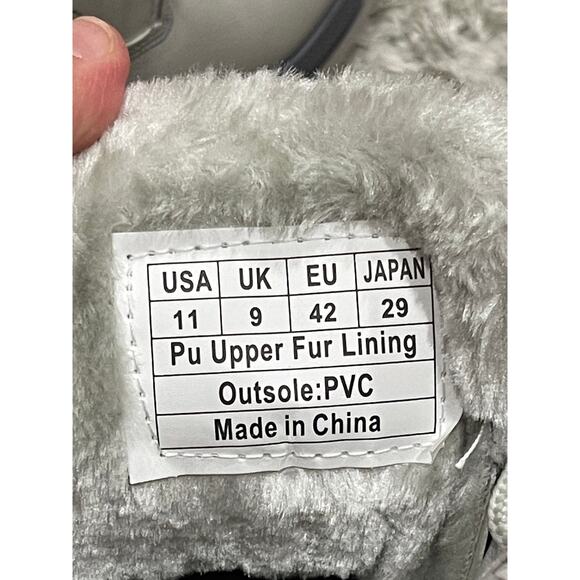 USA UK EU JAPAN
11 9 42 29
Pu Upper Fur Lining
Outsole:PVC
Made in China